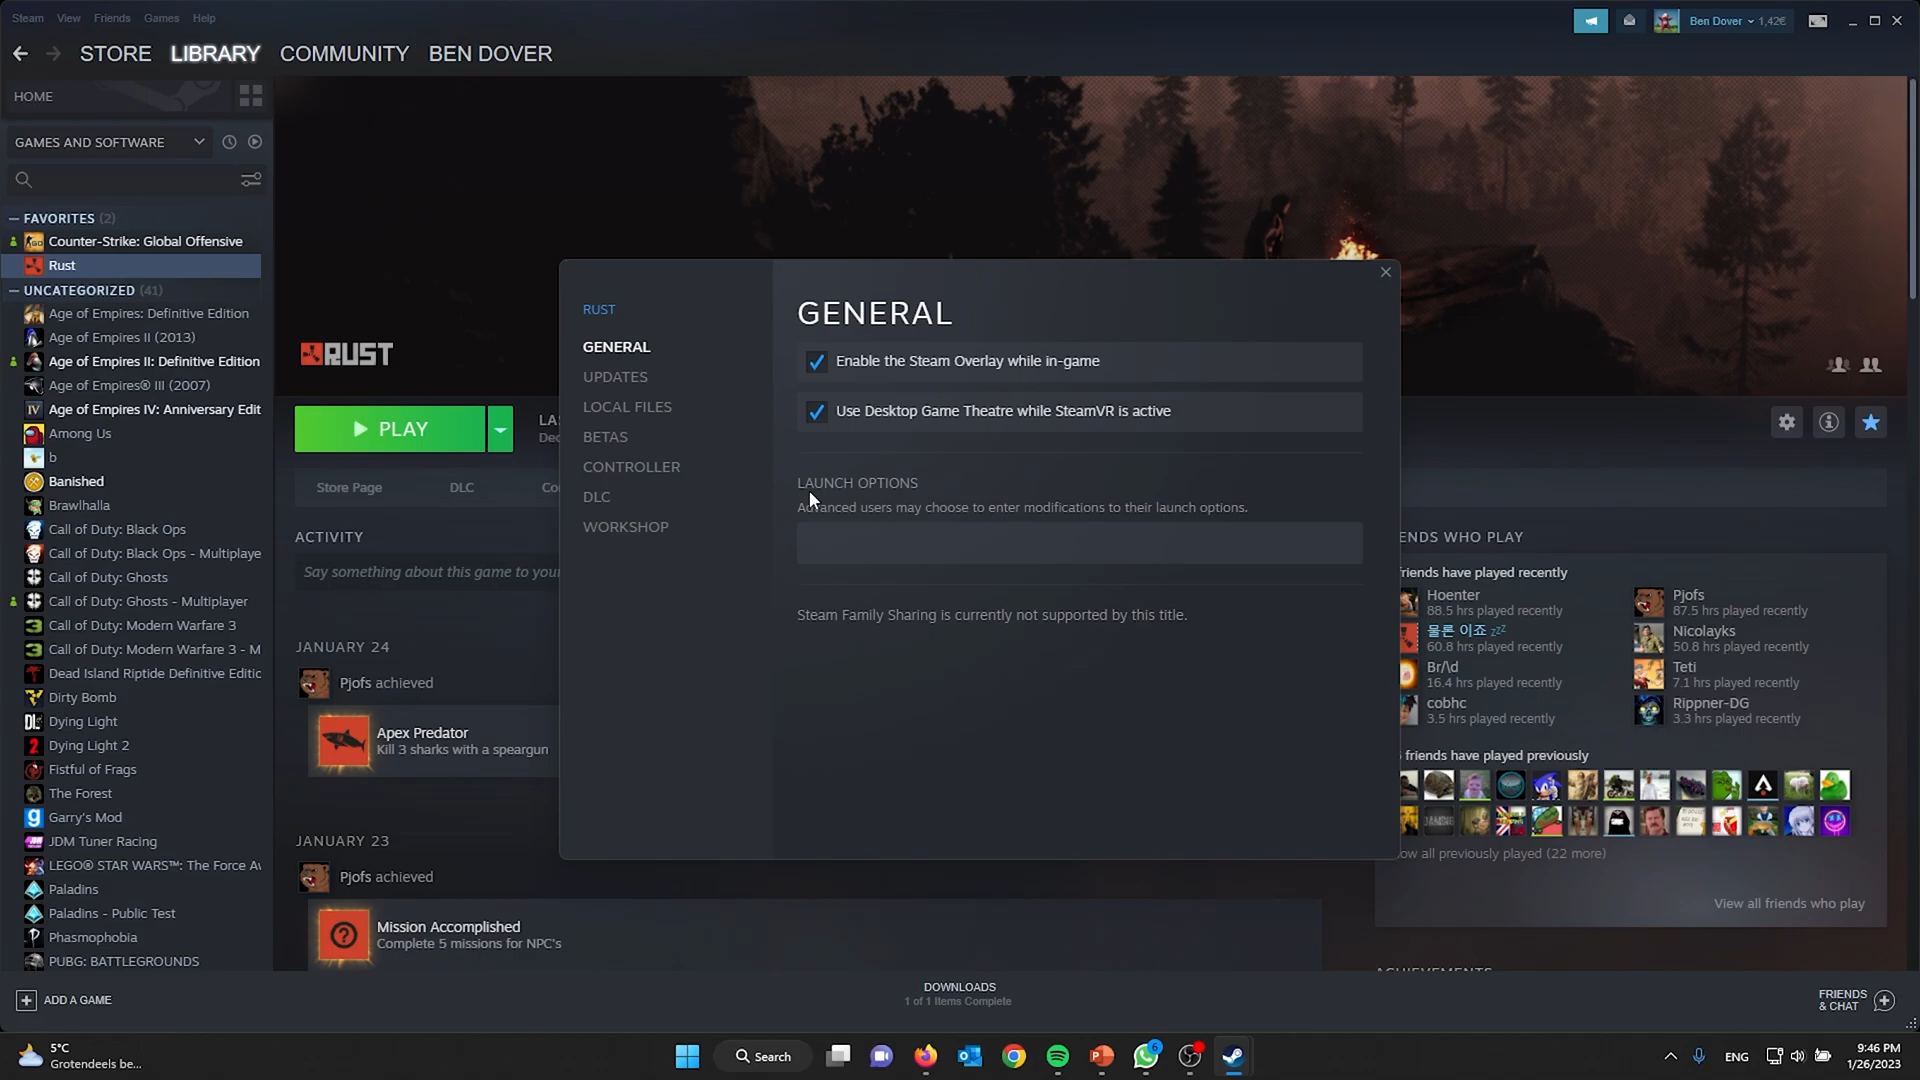 Steam View Friends Games Help
Ben Dover 1,42€
STORE LIBRARY COMMUNITY BEN DOVER
HOME
GAMES AND SOFTWARE
FAVORITES (2)
Counter-Strike: Global Offensive
Rust
UNCATEGORIZED (41)
Age of Empires: Definitive Edition
Age of Empires II (2013)
Age of Empires II: Definitive Edition
Age of Empires® III (2007)
Age of Empires IV: Anniversary Edit
Among Us
b
Banished
Brawlhalla
Call of Duty: Black Ops
Call of Duty: Black Ops - Multiplaye
Call of Duty: Ghosts
Call of Duty: Ghosts - Multiplayer
Call of Duty: Modern Warfare 3
Call of Duty: Modern Warfare 3 - M
Dead Island Riptide Definitive Editic
Dirty Bomb
Dying Light
Dying Light 2
Fistful of Frags
The Forest
Garry's Mod
JDM Tuner Racing
LEGO® STAR WARS™: The Force Av
Paladins
Paladins - Public Test
Phasmophobia
PUBG: BATTLEGROUNDS
ADD A GAME
RUST
PLAY
LA
Dec
Store Page DLC Co
ACTIVITY
Say something about this game to your
JANUARY 24
Pjofs achieved
Apex Predator
Kill 3 sharks with a speargun
JANUARY 23
Pjofs achieved
Mission Accomplished
Complete 5 missions for NPC's
RUST
GENERAL
UPDATES
LOCAL FILES
BETAS
CONTROLLER
DLC
WORKSHOP
GENERAL
Enable the Steam Overlay while in-game
Use Desktop Game Theatre while SteamVR is active
LAUNCH OPTIONS
Advanced users may choose to enter modifications to their launch options.
Steam Family Sharing is currently not supported by this title.
ENDS WHO PLAY
friends have played recently
Hoenter
88.5 hrs played recently
Pjofs
87.5 hrs played recently
물론 이죠 zzZ
60.8 hrs played recently
Nicolayks
50.8 hrs played recently
Br/\d
16.4 hrs played recently
Teti
7.1 hrs played recently
cobhc
3.5 hrs played recently
Rippner-DG
3.3 hrs played recently
friends have played previously
ow all previously played (22 more)
View all friends who play
ACHIEVEMENTS
DOWNLOADS
1 of 1 Items Complete
FRIENDS
& CHAT
5°C
Grotendeels be...
Search
6
ENG
9:46 PM
1/26/2023